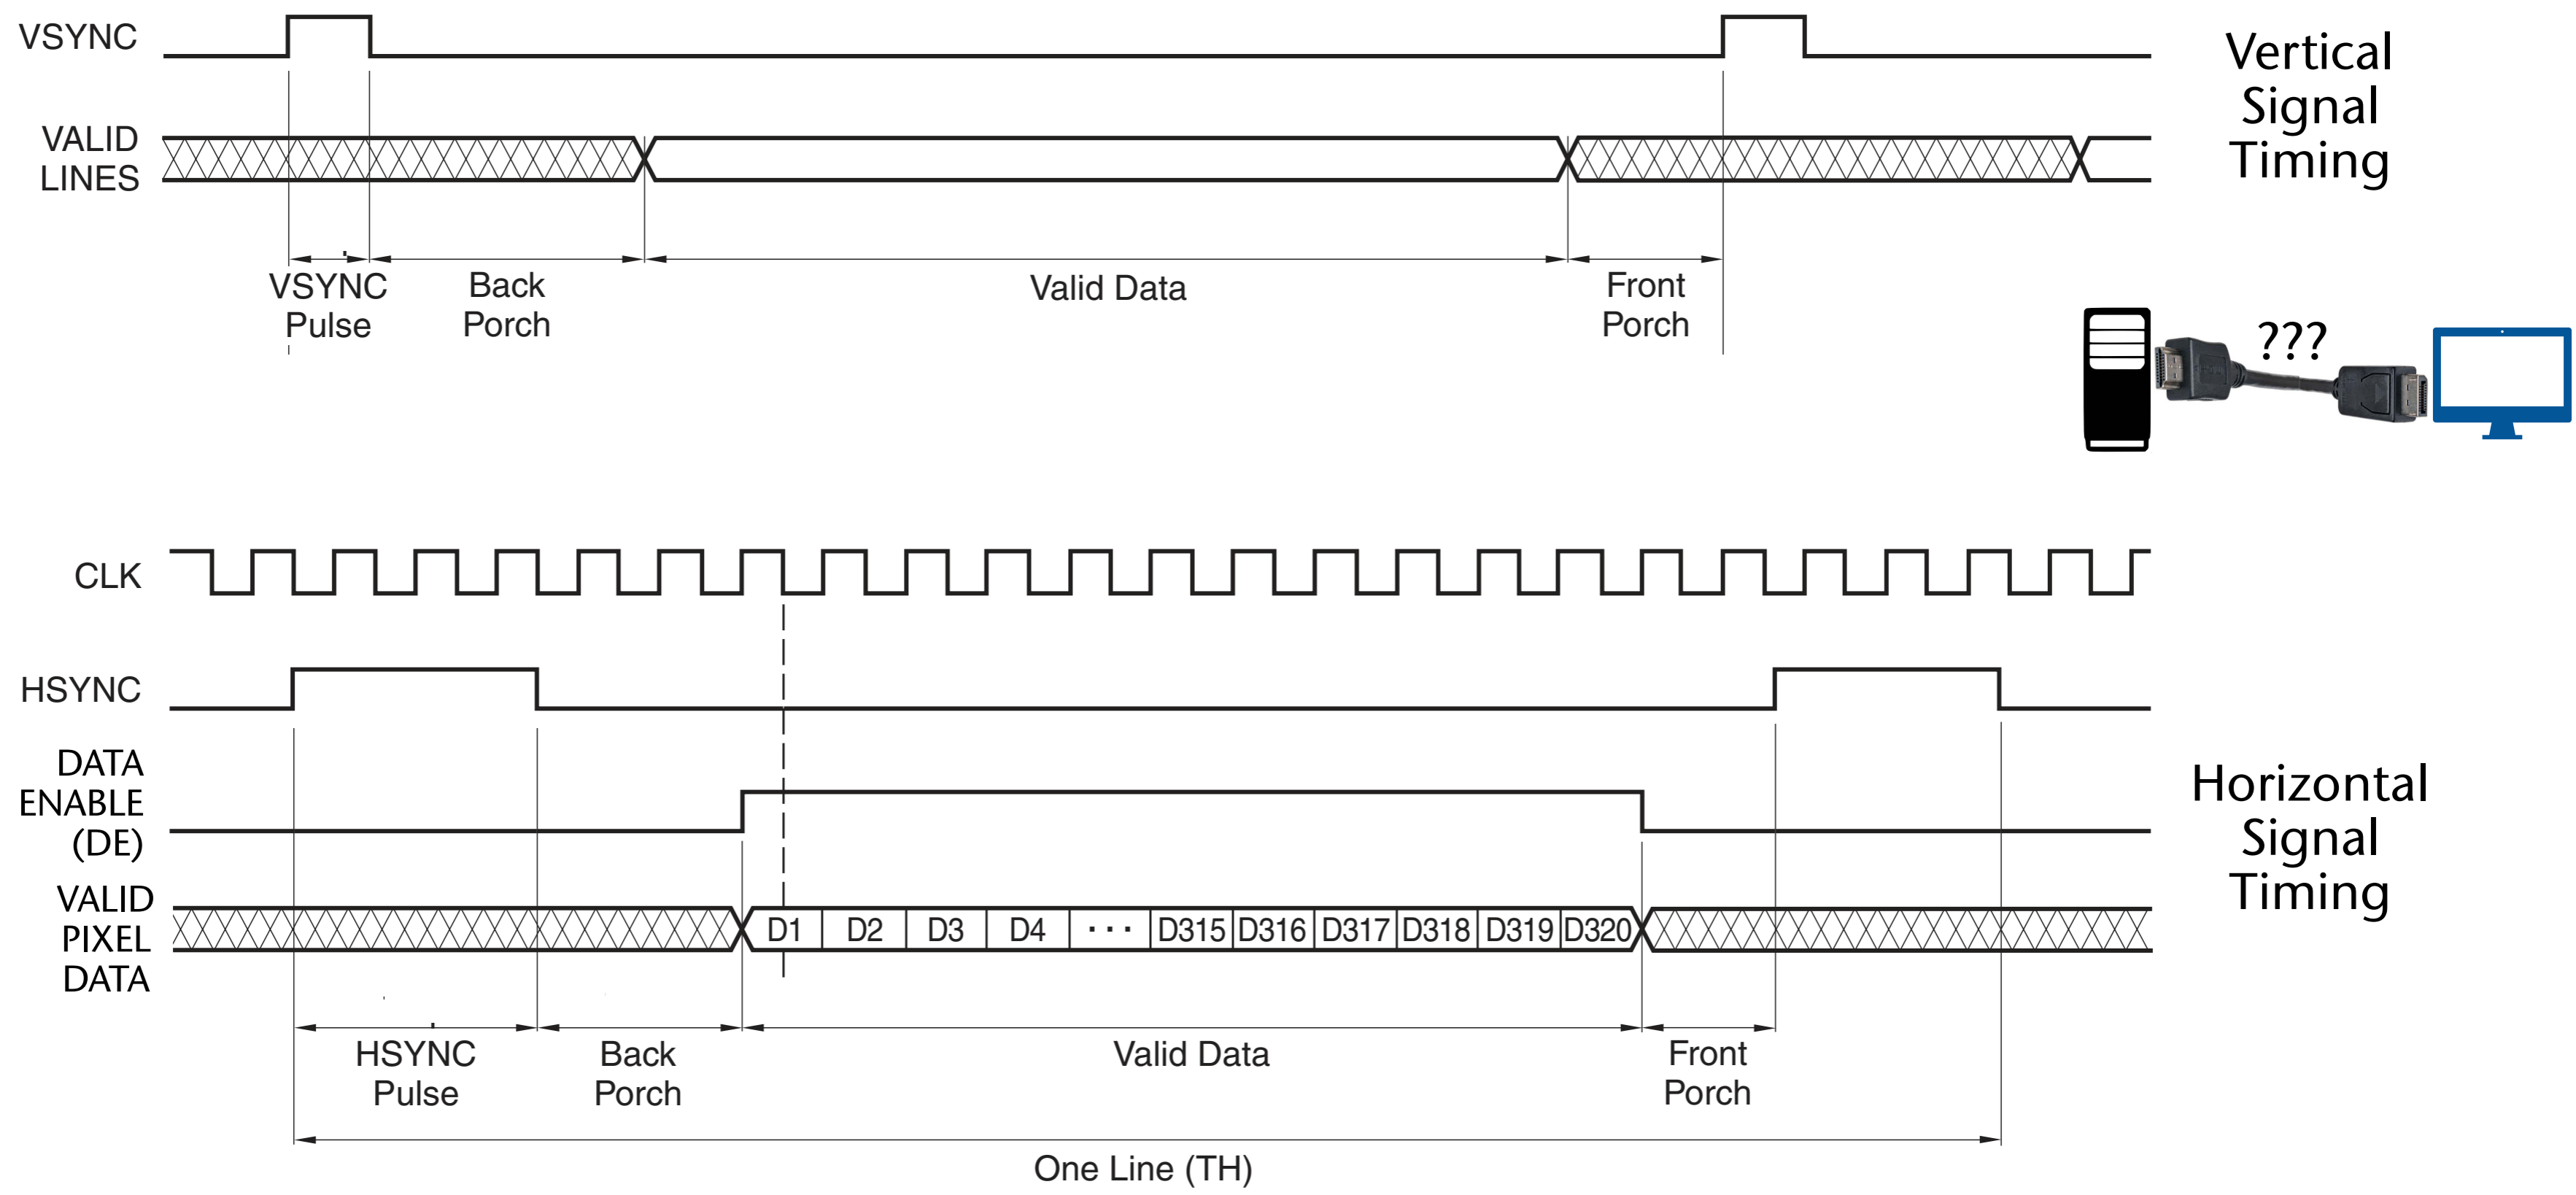 VSYNC
Vertical
Signal
Timing
VALID
LINES
VSYNC
Pulse
Back
Porch
Valid Data
Front
Porch
???
CLK
HSYNC
DATA
ENABLE
(DE)
Horizontal
Signal
Timing
VALID
PIXEL
DATA
D1 D2 D3 D4 ··· D315 D316 D317 D318 D319 D320
HSYNC
Pulse
Back
Porch
Valid Data
Front
Porch
One Line (TH)